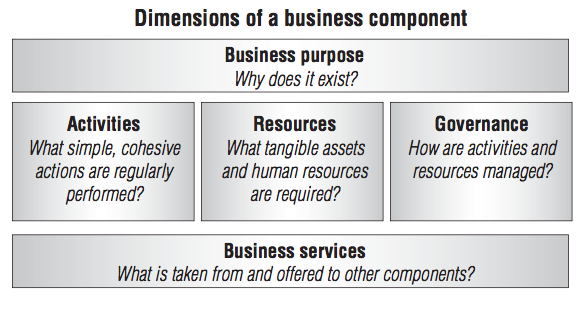 Dimensions of a business component
Business purpose
Why does it exist?
Activities
What simple, cohesive
actions are regularly
performed?
Resources
What tangible assets
and human resources
are required?
Governance
How are activities and
resources managed?
Business services
What is taken from and offered to other components?